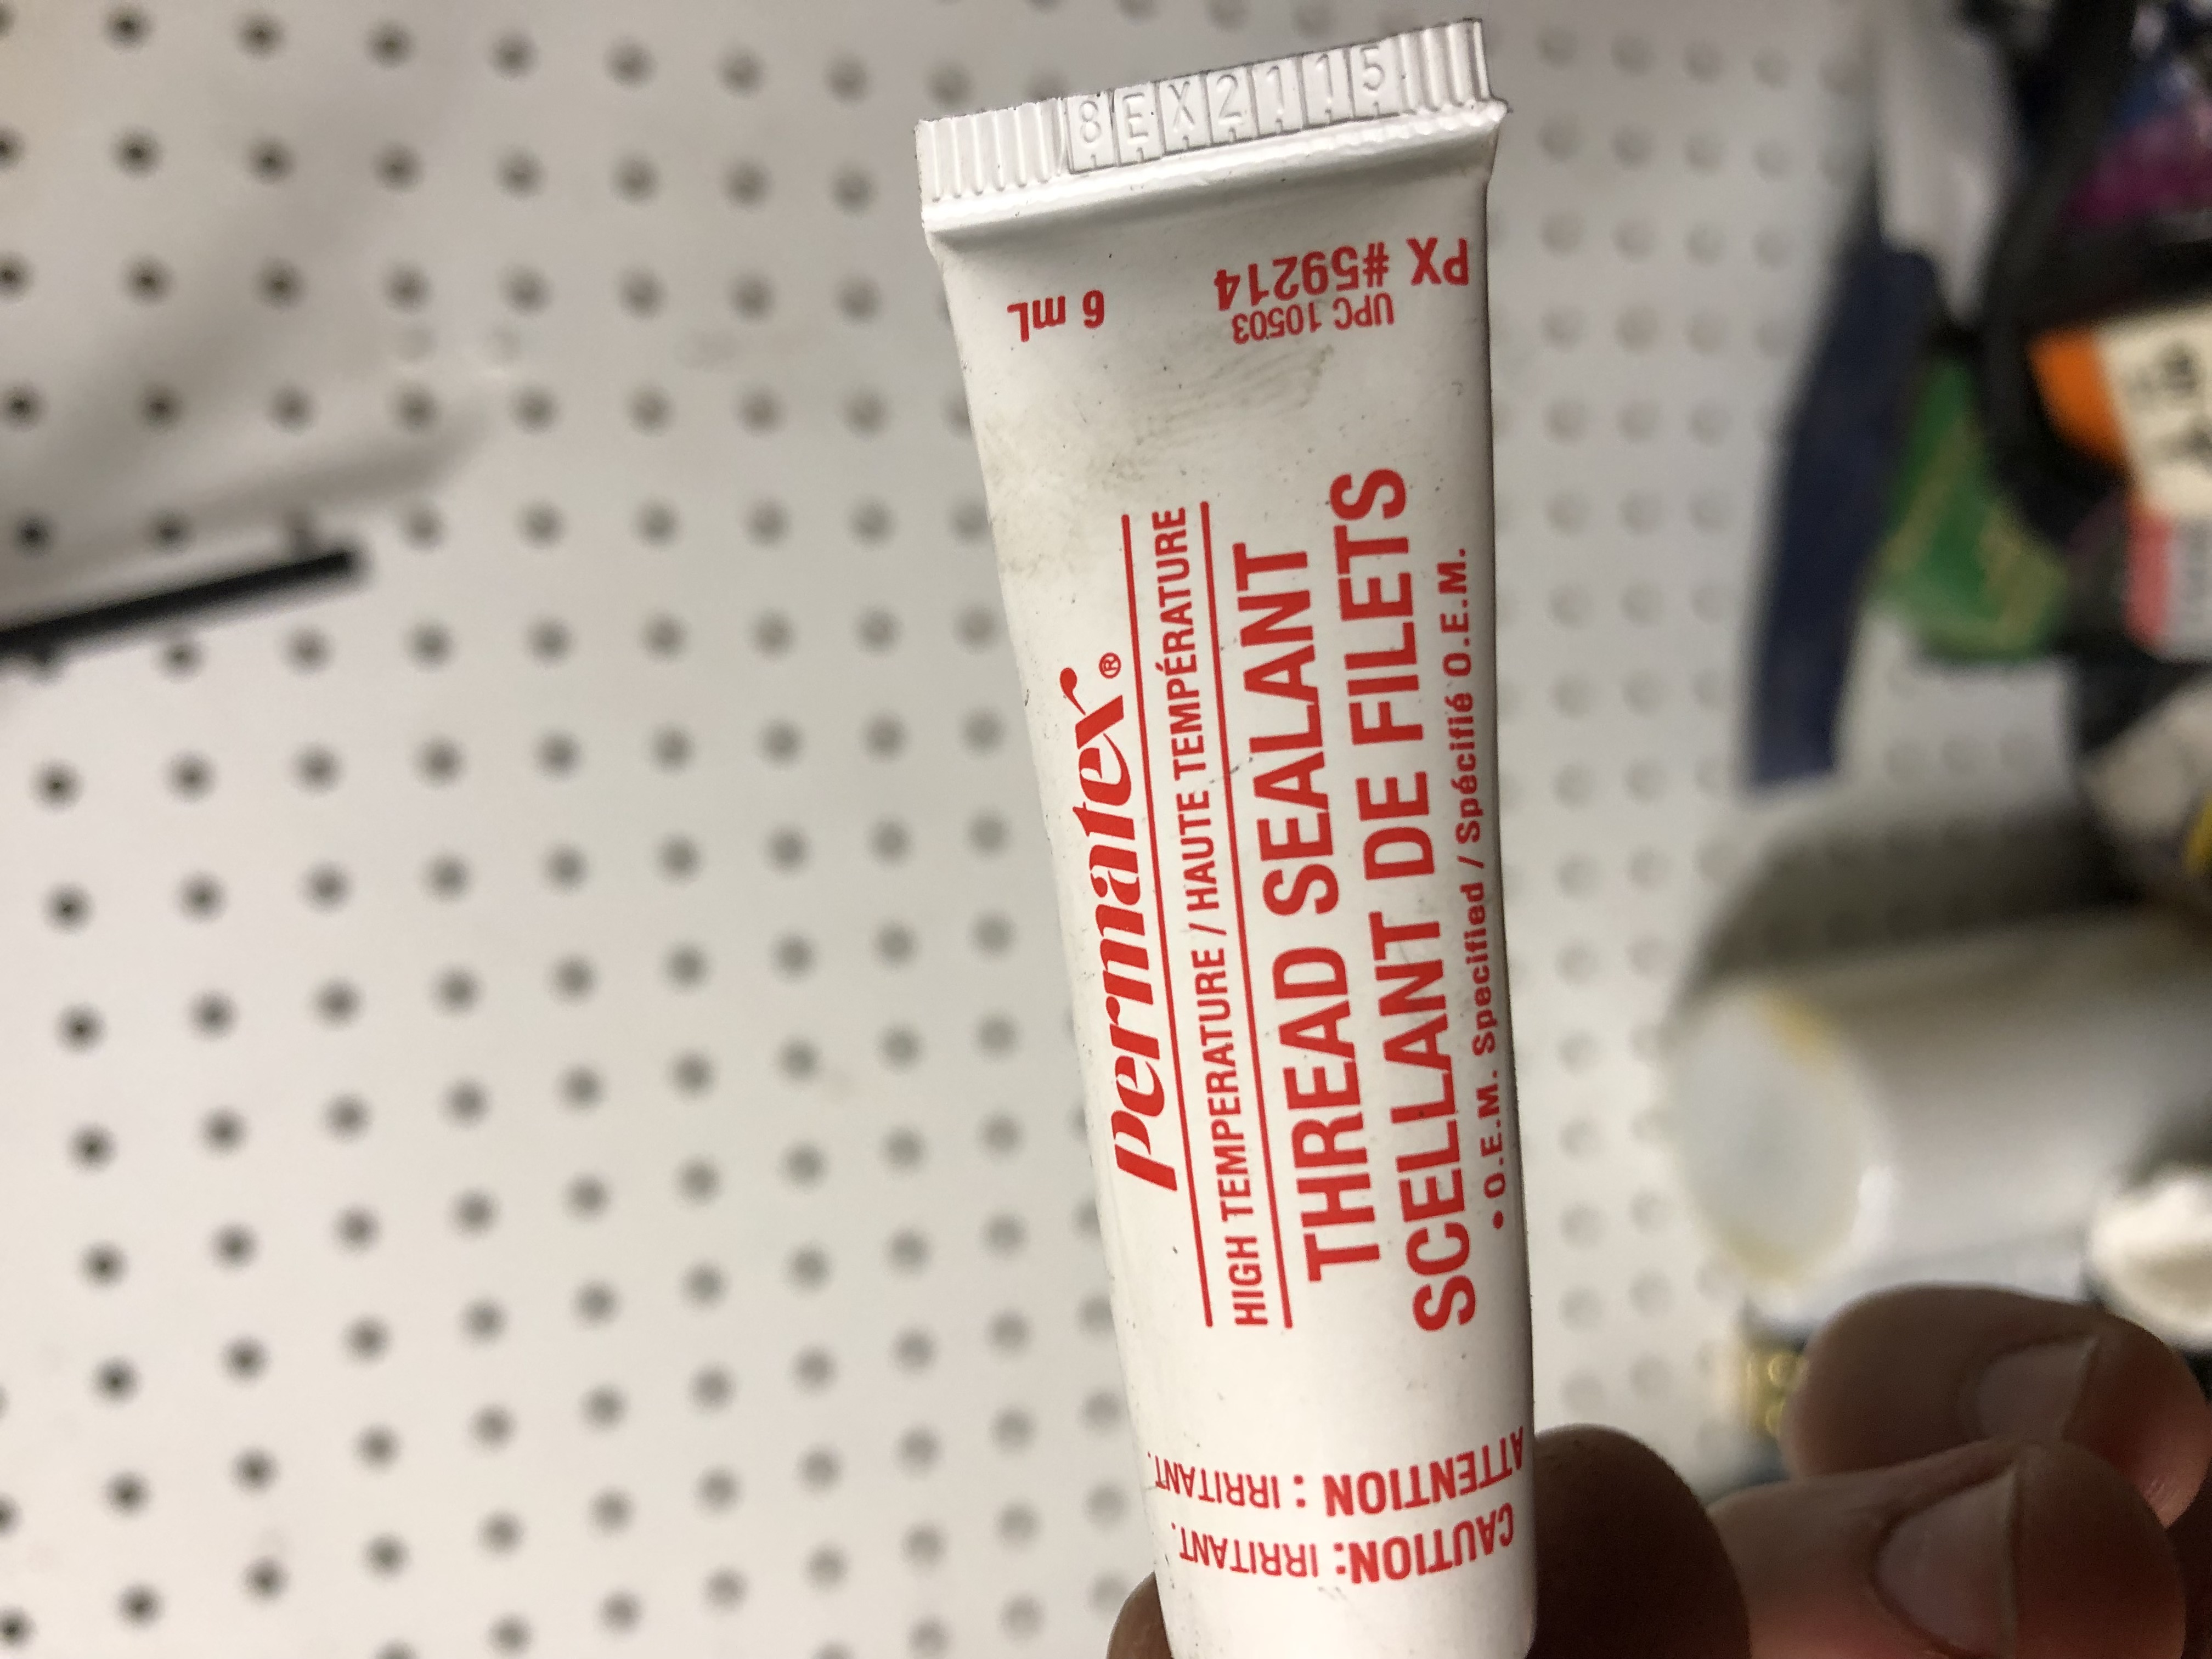 8EX2115
6 mL
PX #59214
UPC 10503
Permatex®
HIGH TEMPERATURE / HAUTE TEMPÉRATURE
THREAD SEALANT
SCELLANT DE FILETS
• O.E.M. Specified / Spécifié O.E.M.
CAUTION: IRRITANT.
ATTENTION : IRRITANT.